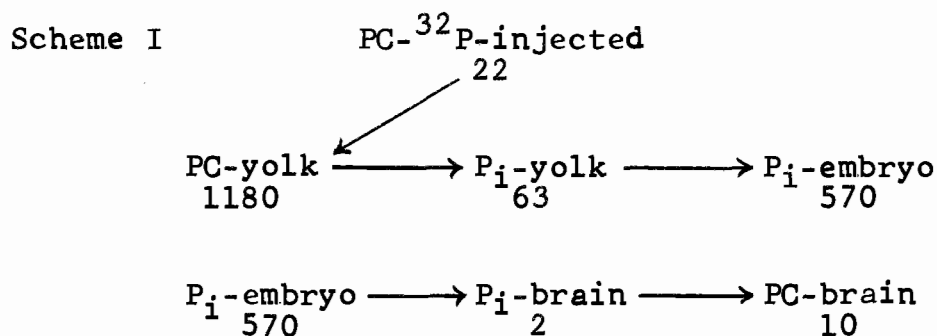 Scheme I PC-³²P-injected
22
PC-yolk ⟶ Pᵢ-yolk ⟶ Pᵢ-embryo
1180 63 570
Pᵢ-embryo ⟶ Pᵢ-brain ⟶ PC-brain
570 2 10